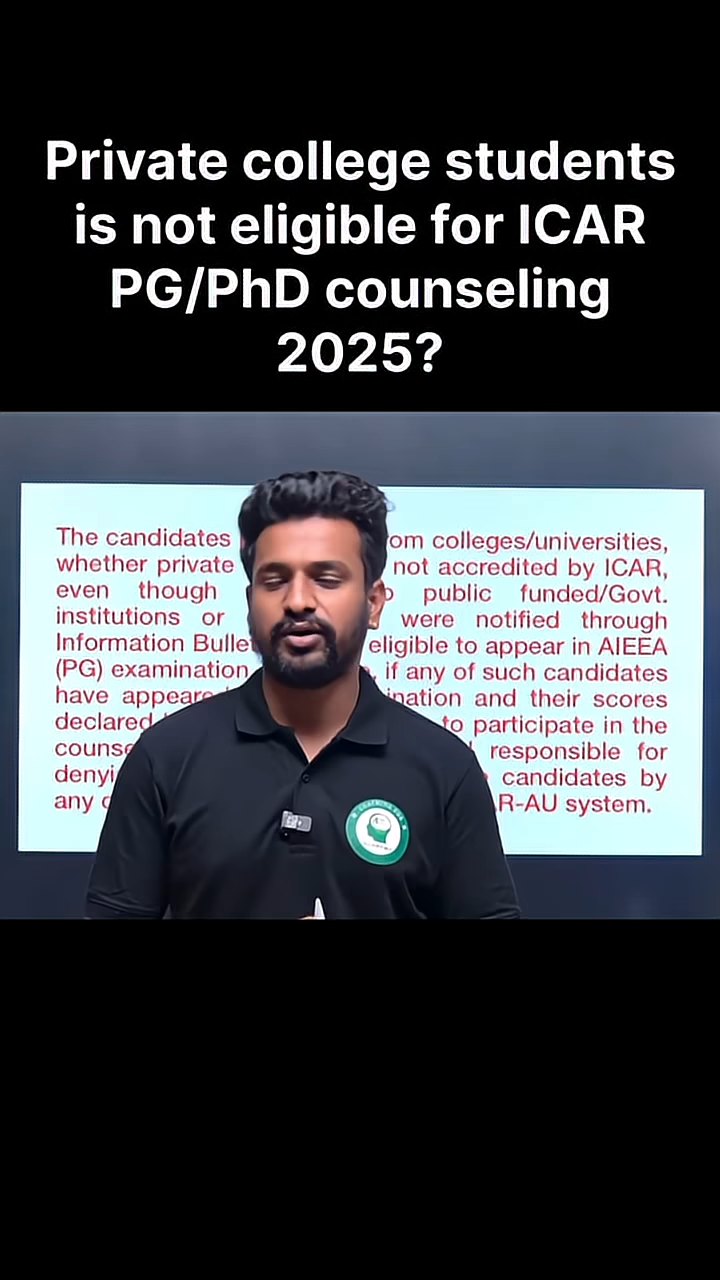 Private college students
is not eligible for ICAR
PG/PhD counseling
2025?
The candidates om colleges/universities,
whether private not accredited by ICAR,
even though public funded/Govt.
institutions or were notified through
Information Bulle eligible to appear in AIEEA
(PG) examination if any of such candidates
have appeared ination and their scores
declared to participate in the
counse responsible for
denyi candidates by
any R-AU system.